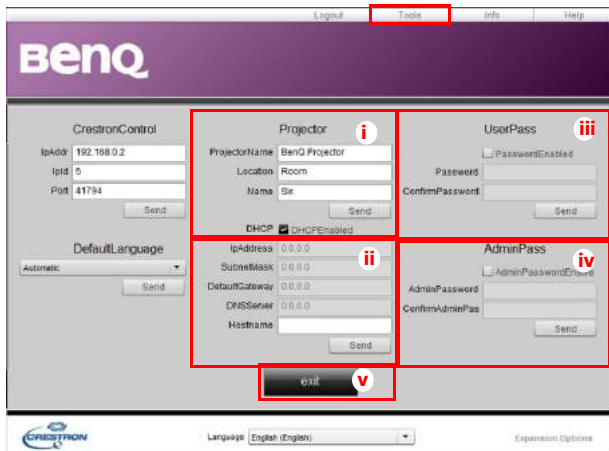 Logout Tools Info Help
BenQ
CrestronControl
IpAddr 192.168.0.2
IpId 5
Port 41794
Send
DefaultLanguage
Automatic
Send
Projector
i
ProjectorName BenQ Projector
Location Room
Name Sir.
Send
DHCP DHCPEnabled
ii
IpAddress 0.0.0.0
SubnetMask 0.0.0.0
DefaultGateway 0.0.0.0
DNSServer 0.0.0.0
Hostname
Send
UserPass
iii
PasswordEnabled
Password
ConfirmPassword
Send
AdminPass
iv
AdminPasswordEnable
AdminPassword
ConfirmAdminPas
Send
exit
v
CRESTRON
Language English (English)
Expansion Options